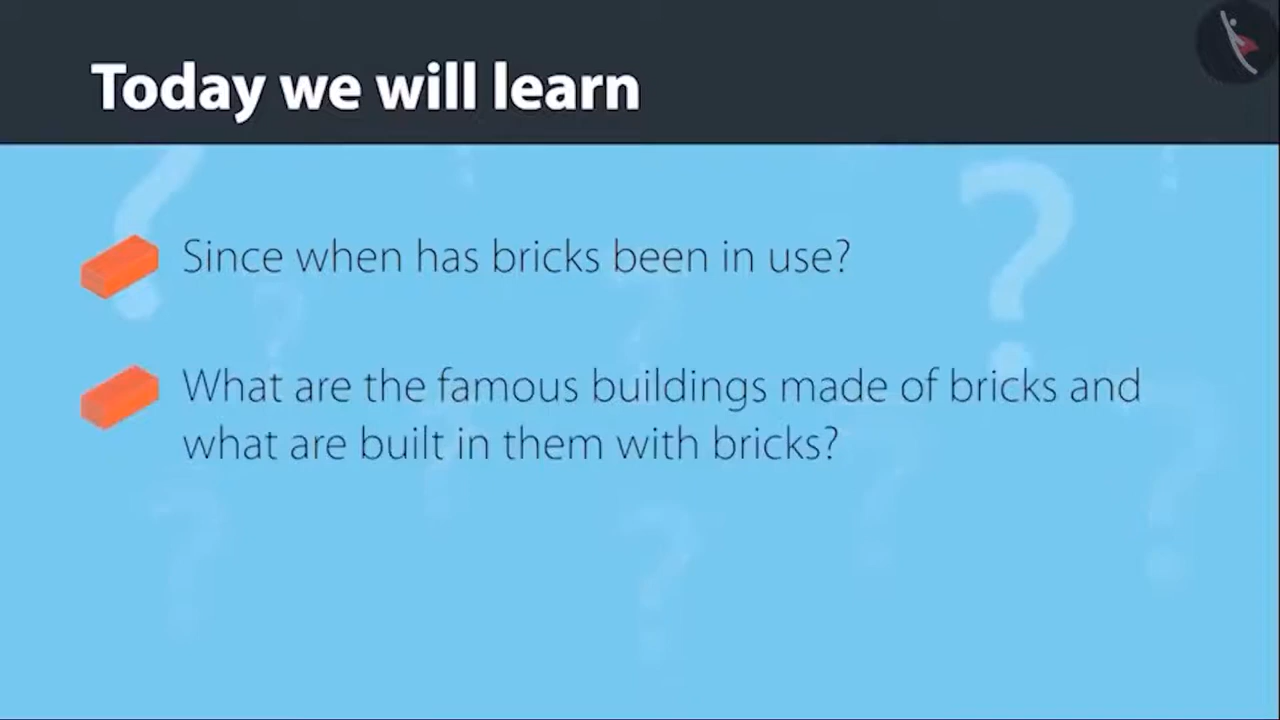 Today we will learn
Since when has bricks been in use?
What are the famous buildings made of bricks and
what are built in them with bricks?